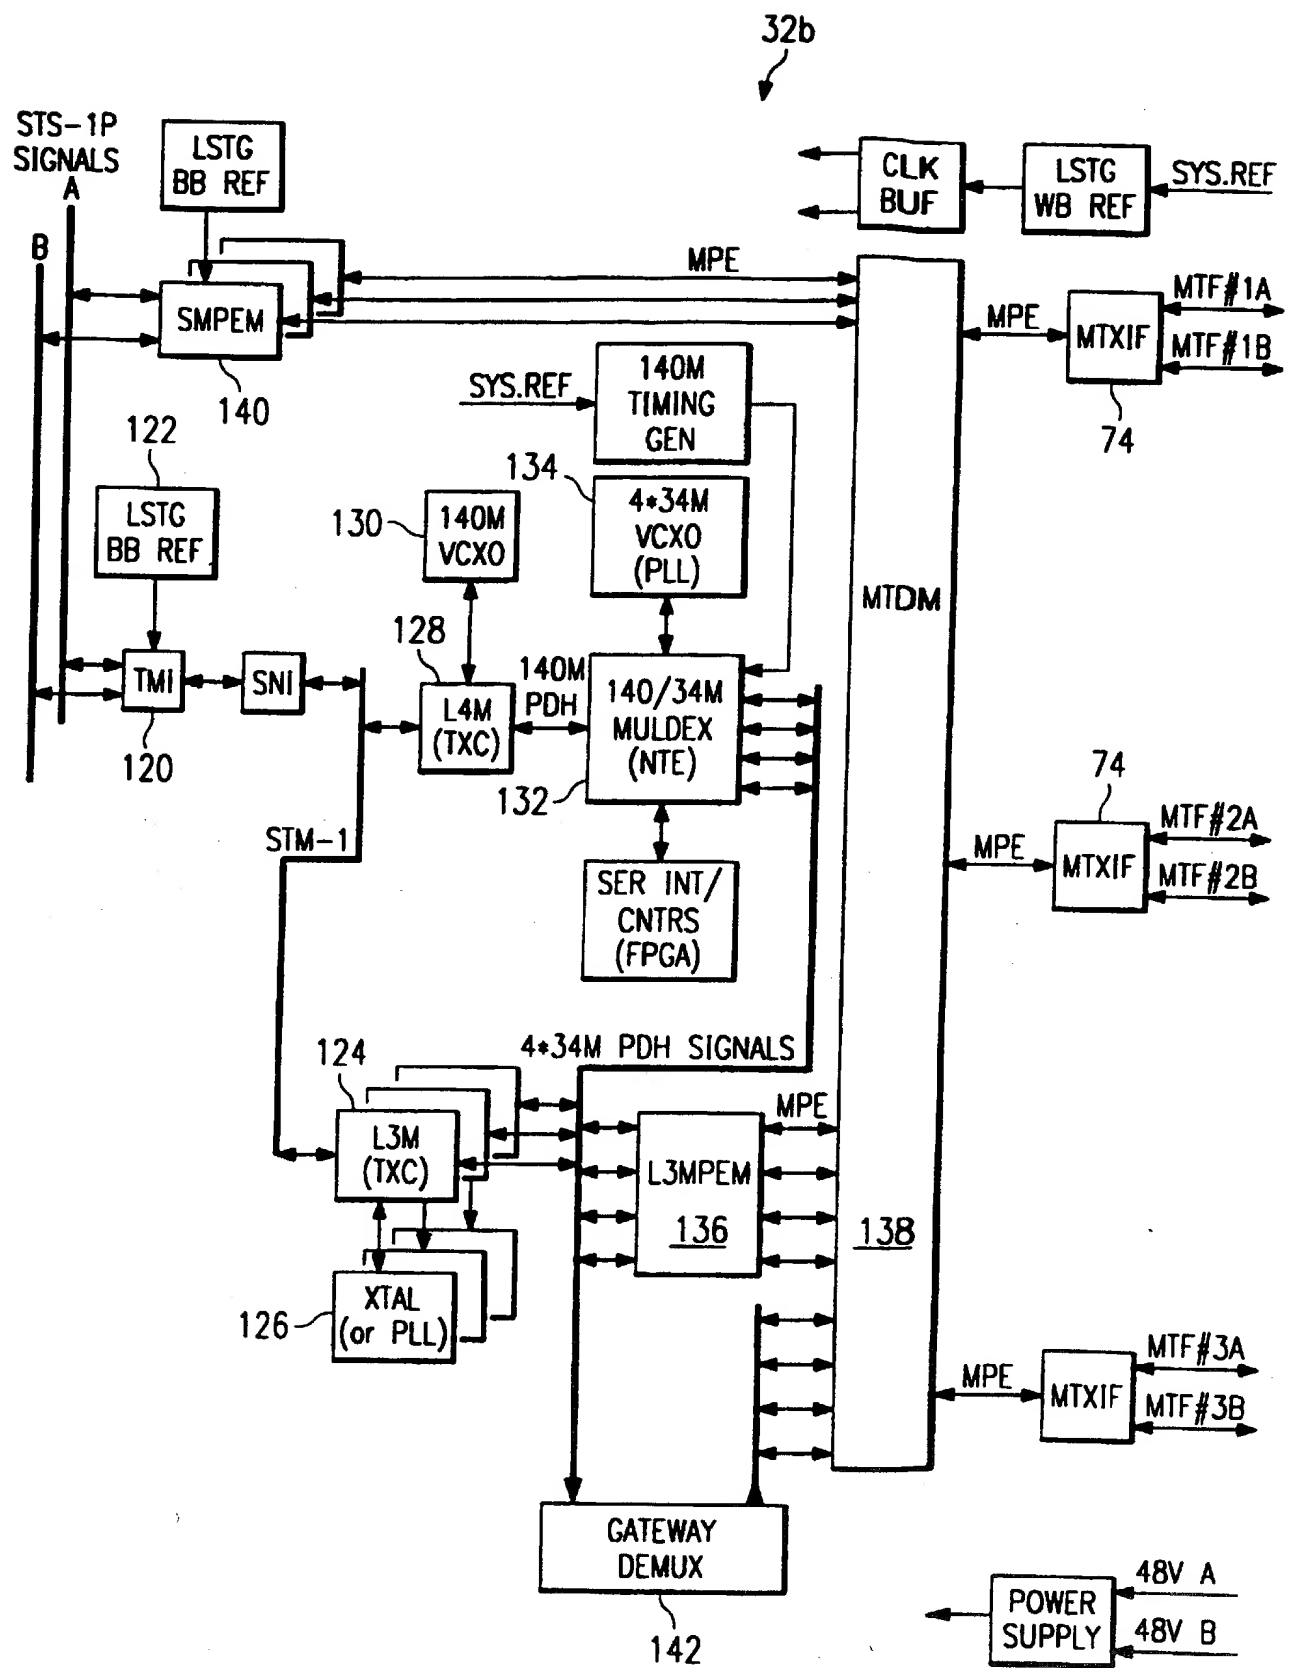 32b
STS-1P
SIGNALS
A
B
LSTG
BB REF
CLK
BUF
LSTG
WB REF
SYS.REF
MPE
SMPEM
140
MPE
MTXIF
MTF#1A
MTF#1B
74
SYS.REF
140M
TIMING
GEN
122
LSTG
BB REF
134
4*34M
VCXO
(PLL)
130
140M
VCXO
MTDM
128
TMI
120
SNI
L4M
(TXC)
140M
PDH
140/34M
MULDEX
(NTE)
132
74
MPE
MTXIF
MTF#2A
MTF#2B
STM-1
SER INT/
CNTRS
(FPGA)
4*34M PDH SIGNALS
124
L3M
(TXC)
MPE
L3MPEM
136
138
126
XTAL
(or PLL)
MPE
MTXIF
MTF#3A
MTF#3B
GATEWAY
DEMUX
142
POWER
SUPPLY
48V A
48V B